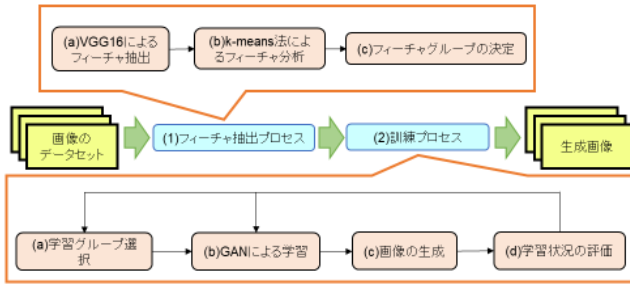 (a)VGG16による
フィーチャ抽出
(b)k-means法によ
るフィーチャ分析
(c)フィーチャグループの決定
画像の
データセット
(1)フィーチャ抽出プロセス
(2)訓練プロセス
生成画像
(a)学習グループ選
択
(b)GANによる学習
(c)画像の生成
(d)学習状況の評価